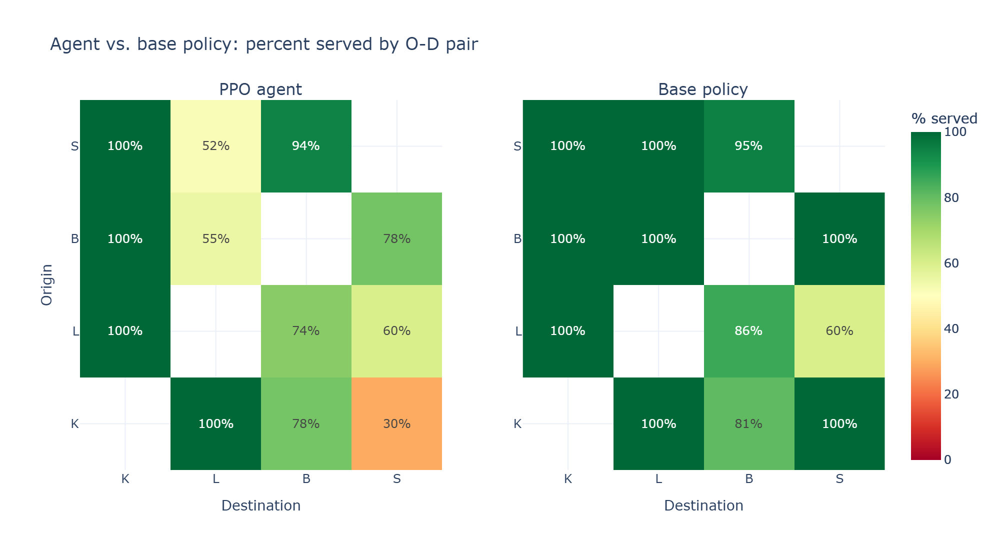 Agent vs. base policy: percent served by O-D pair
PPO agent
Base policy
% served
S 100% 52% 94%
B 100% 55% 78%
L 100% 74% 60%
K 100% 78% 30%
K L B S
Origin
Destination
S 100% 100% 95%
B 100% 100% 100%
L 100% 86% 60%
K 100% 81% 100%
K L B S
Destination
100
80
60
40
20
0